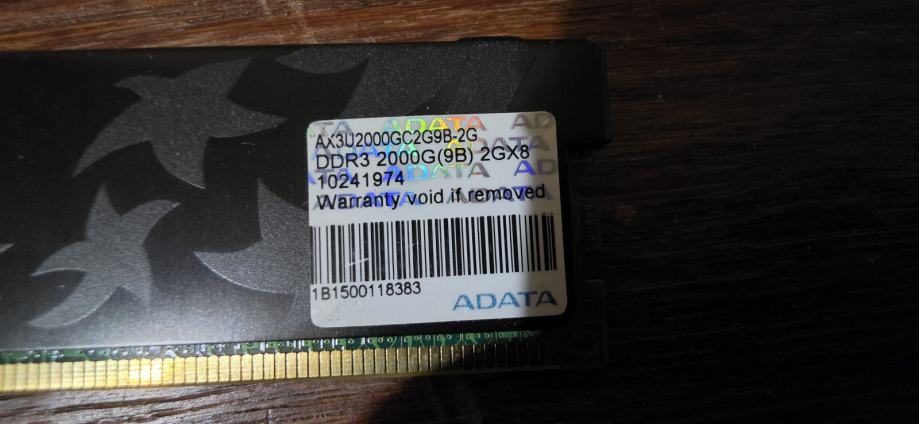 AX3U2000GC2G9B-2G
DDR3 2000G(9B) 2GX8
10241974
Warranty void if removed
1B1500118383
ADATA